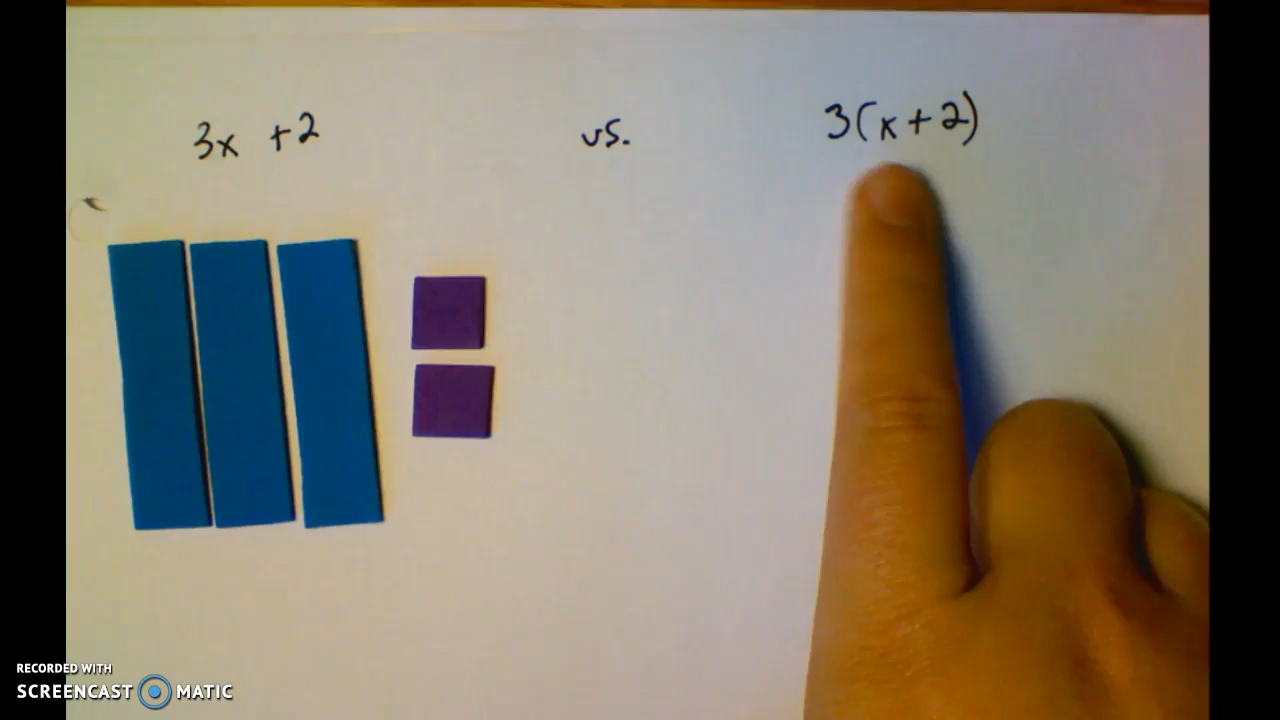 3x +2 vs. 3(x+2)
RECORDED WITH
SCREENCAST MATIC